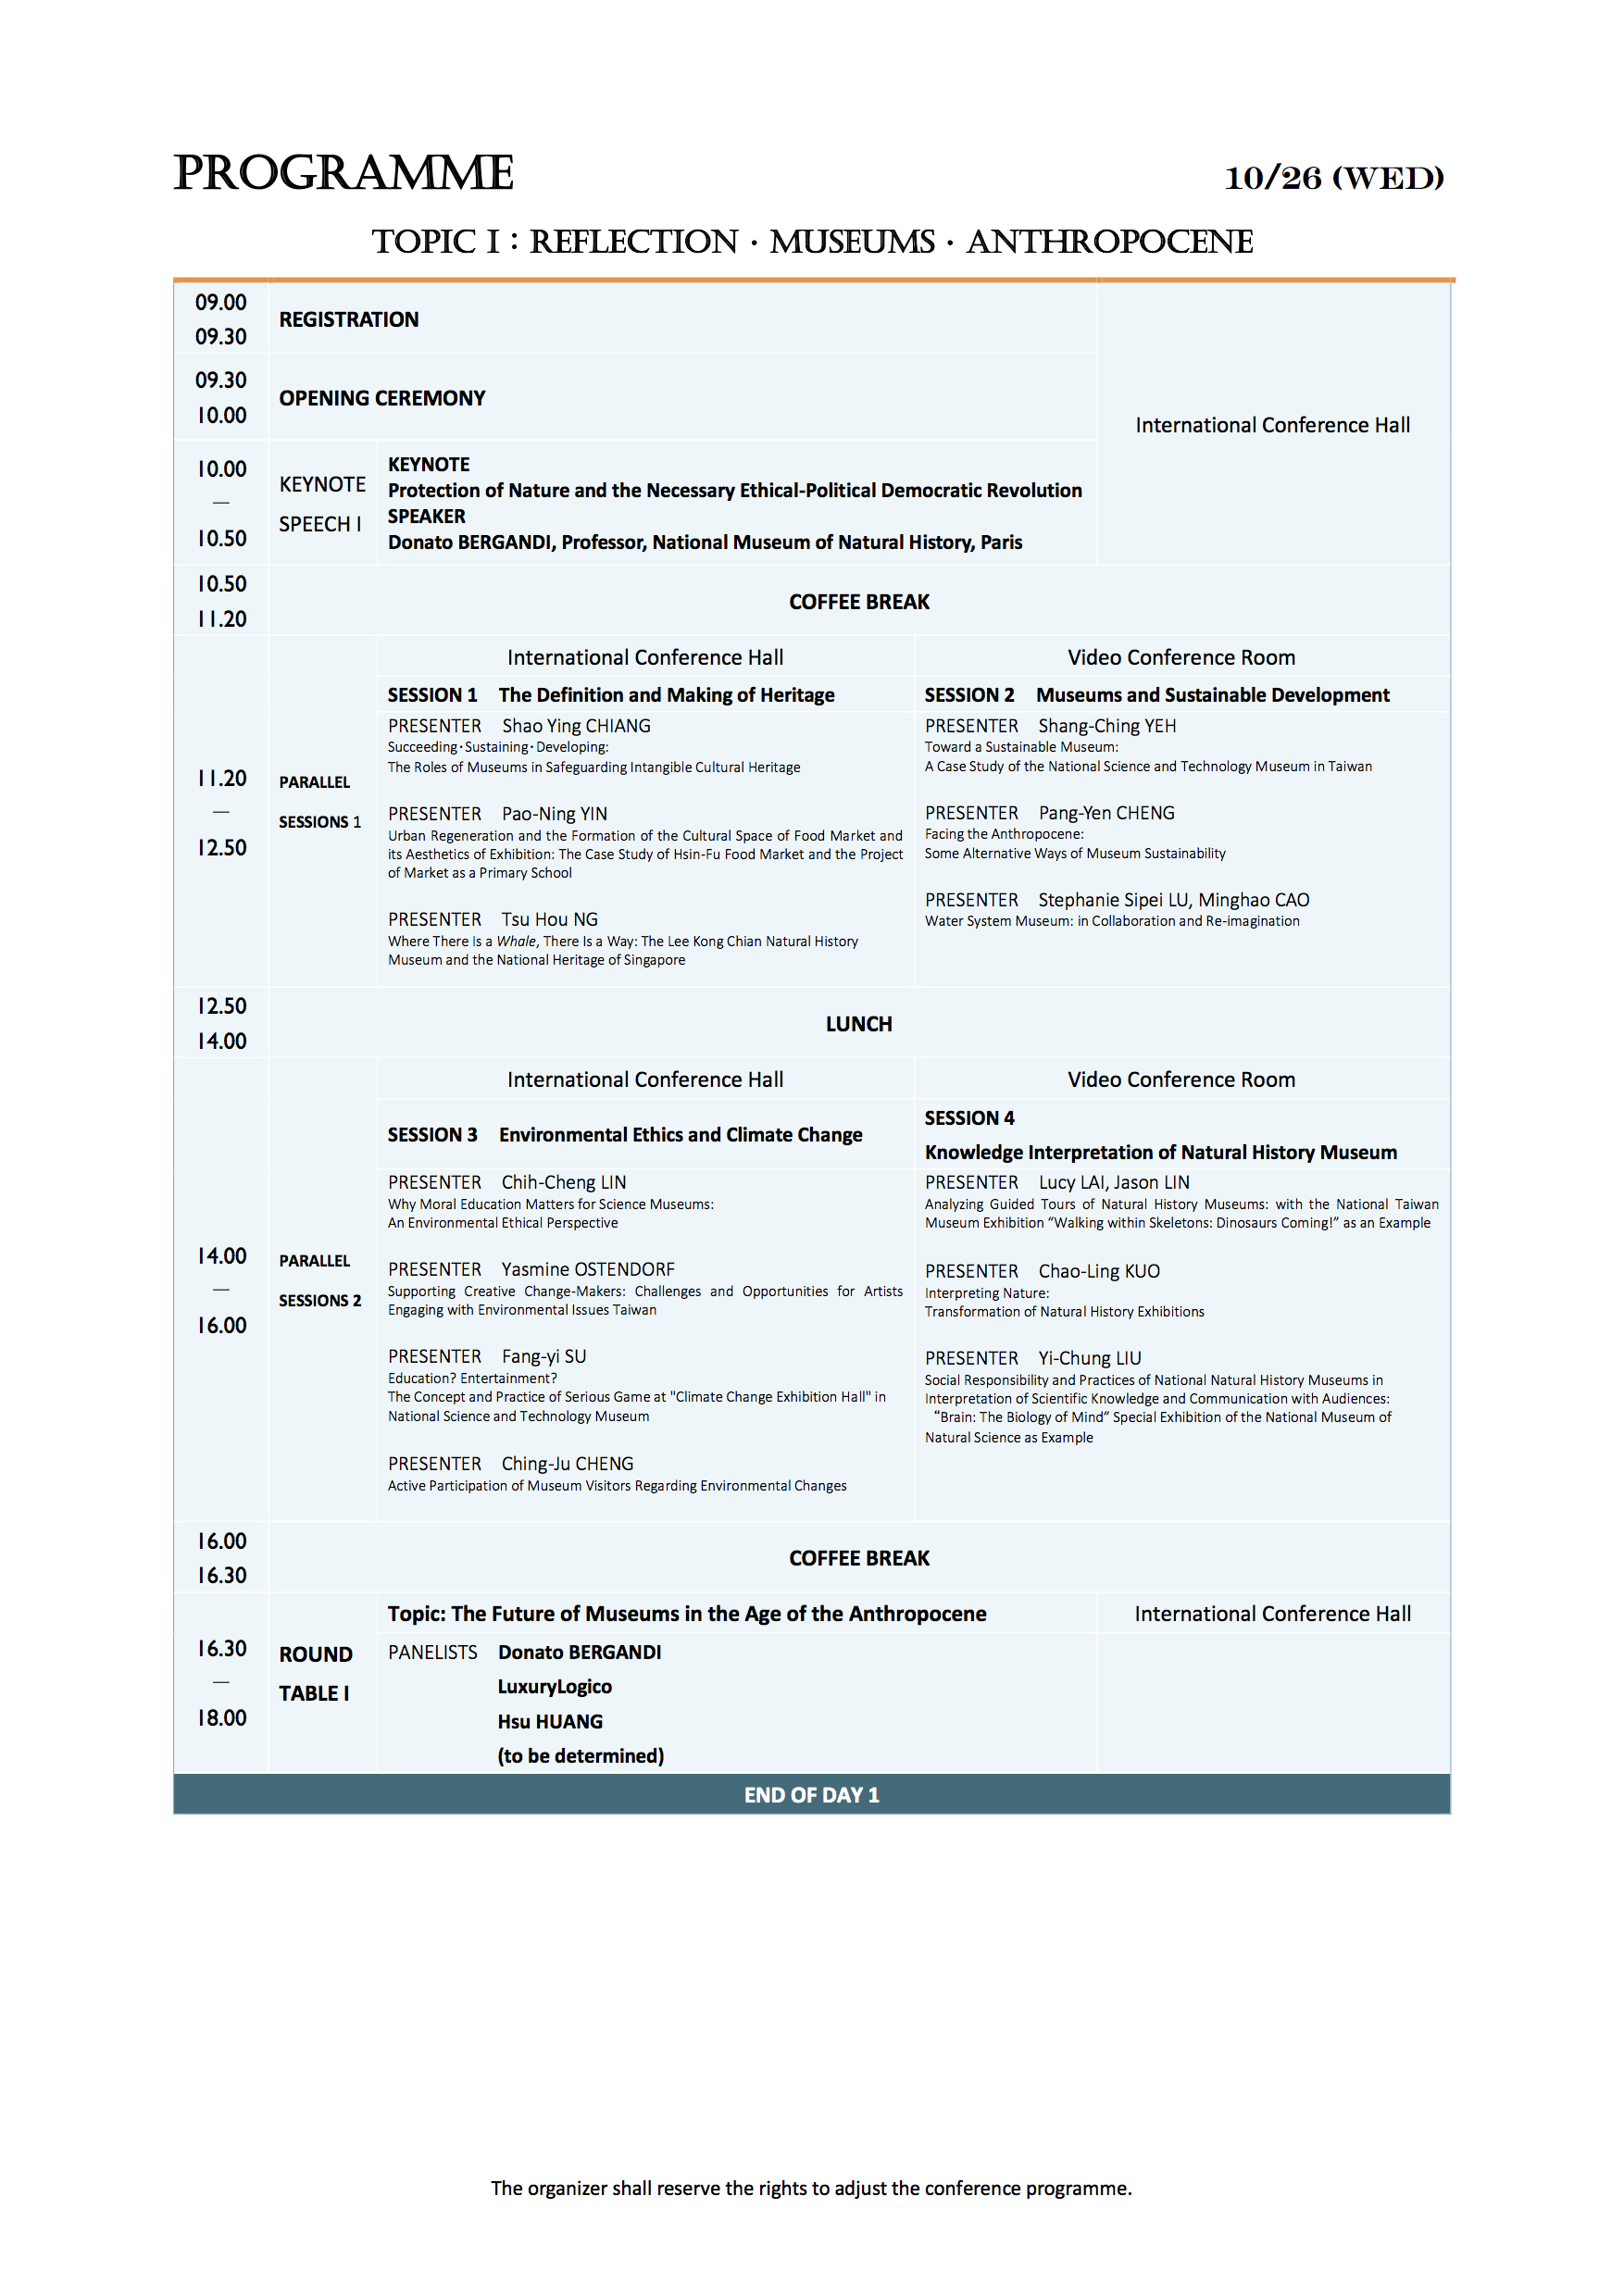 PROGRAMME
10/26 (WED)
TOPIC I : REFLECTION · MUSEUMS · ANTHROPOCENE
09.00
09.30
REGISTRATION
09.30
10.00
OPENING CEREMONY
International Conference Hall
10.00
—
10.50
KEYNOTE
SPEECH I
KEYNOTE
Protection of Nature and the Necessary Ethical-Political Democratic Revolution
SPEAKER
Donato BERGANDI, Professor, National Museum of Natural History, Paris
10.50
11.20
COFFEE BREAK
11.20
—
12.50
PARALLEL
SESSIONS 1
International Conference Hall
SESSION 1 The Definition and Making of Heritage
PRESENTER Shao Ying CHIANG
Succeeding·Sustaining·Developing:
The Roles of Museums in Safeguarding Intangible Cultural Heritage
PRESENTER Pao-Ning YIN
Urban Regeneration and the Formation of the Cultural Space of Food Market and
its Aesthetics of Exhibition: The Case Study of Hsin-Fu Food Market and the Project
of Market as a Primary School
PRESENTER Tsu Hou NG
Where There Is a Whale, There Is a Way: The Lee Kong Chian Natural History
Museum and the National Heritage of Singapore
Video Conference Room
SESSION 2 Museums and Sustainable Development
PRESENTER Shang-Ching YEH
Toward a Sustainable Museum:
A Case Study of the National Science and Technology Museum in Taiwan
PRESENTER Pang-Yen CHENG
Facing the Anthropocene:
Some Alternative Ways of Museum Sustainability
PRESENTER Stephanie Sipei LU, Minghao CAO
Water System Museum: in Collaboration and Re-imagination
12.50
14.00
LUNCH
14.00
—
16.00
PARALLEL
SESSIONS 2
International Conference Hall
SESSION 3 Environmental Ethics and Climate Change
PRESENTER Chih-Cheng LIN
Why Moral Education Matters for Science Museums:
An Environmental Ethical Perspective
PRESENTER Yasmine OSTENDORF
Supporting Creative Change-Makers: Challenges and Opportunities for Artists
Engaging with Environmental Issues Taiwan
PRESENTER Fang-yi SU
Education? Entertainment?
The Concept and Practice of Serious Game at "Climate Change Exhibition Hall" in
National Science and Technology Museum
PRESENTER Ching-Ju CHENG
Active Participation of Museum Visitors Regarding Environmental Changes
Video Conference Room
SESSION 4
Knowledge Interpretation of Natural History Museum
PRESENTER Lucy LAI, Jason LIN
Analyzing Guided Tours of Natural History Museums: with the National Taiwan
Museum Exhibition “Walking within Skeletons: Dinosaurs Coming!” as an Example
PRESENTER Chao-Ling KUO
Interpreting Nature:
Transformation of Natural History Exhibitions
PRESENTER Yi-Chung LIU
Social Responsibility and Practices of National Natural History Museums in
Interpretation of Scientific Knowledge and Communication with Audiences:
“Brain: The Biology of Mind” Special Exhibition of the National Museum of
Natural Science as Example
16.00
16.30
COFFEE BREAK
16.30
—
18.00
ROUND
TABLE I
Topic: The Future of Museums in the Age of the Anthropocene
International Conference Hall
PANELISTS Donato BERGANDI
LuxuryLogico
Hsu HUANG
(to be determined)
END OF DAY 1
The organizer shall reserve the rights to adjust the conference programme.